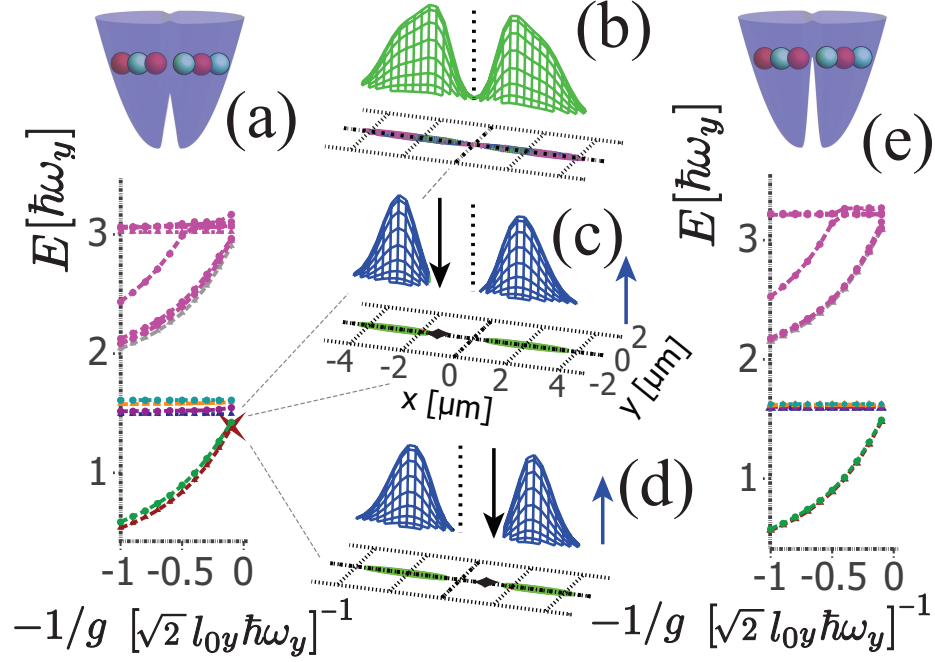 (a)
(b)
(c)
(d)
(e)
E [ħω_y]
3
2
1
-1 -0.5 0
−1/g [√2 l_{0y} ħω_y]^{−1}
-4 -2 0 2 4
x [μm]
-2 0 2
y [μm]
E [ħω_y]
3
2
1
-1 -0.5 0
−1/g [√2 l_{0y} ħω_y]^{−1}